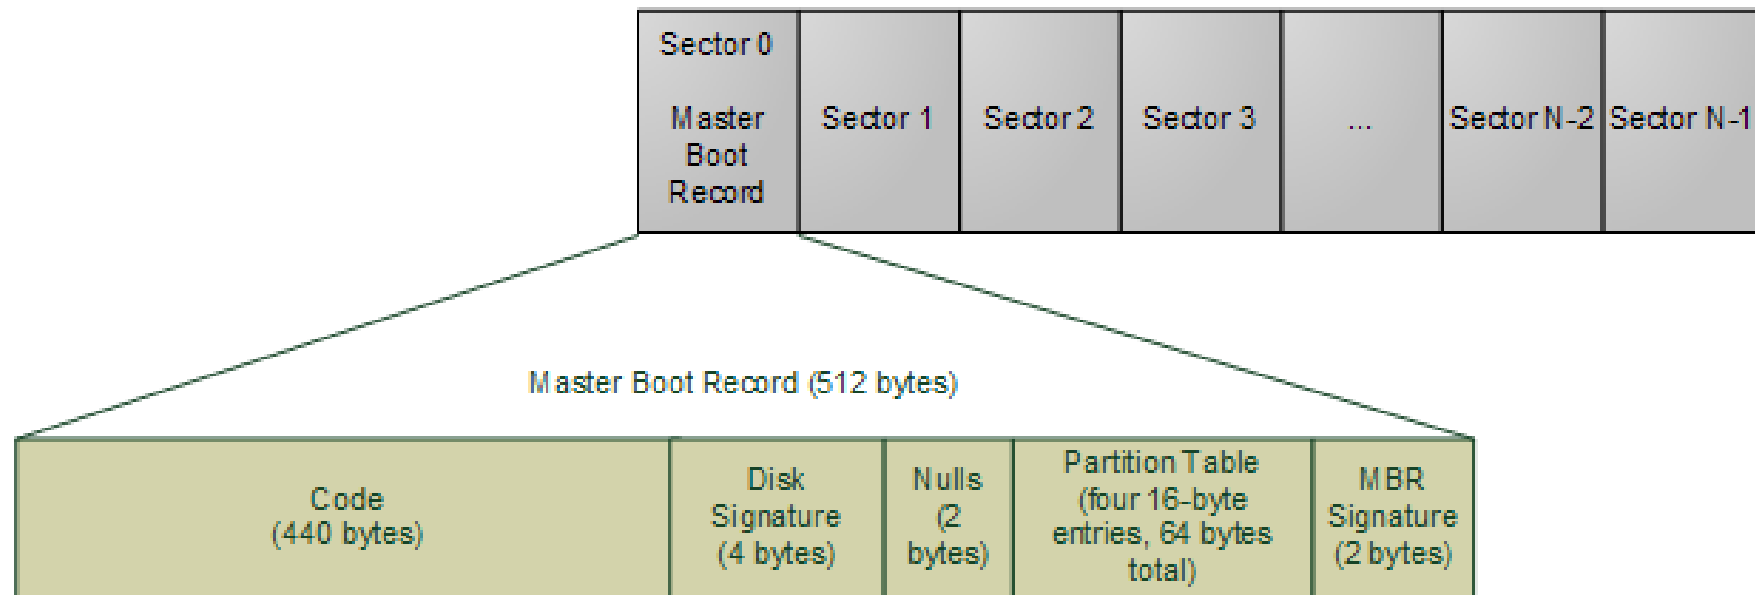 Sector 0
Master
Boot
Record
Sector 1
Sector 2
Sector 3
...
Sector N-2
Sector N-1
Master Boot Record (512 bytes)
Code
(440 bytes)
Disk
Signature
(4 bytes)
Nulls
(2
bytes)
Partition Table
(four 16-byte
entries, 64 bytes
total)
MBR
Signature
(2 bytes)